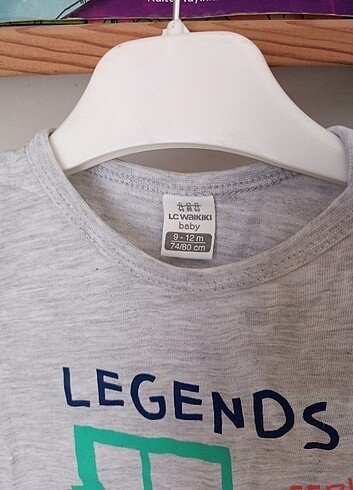 LC WAIKIKI
baby
9 - 12 m
74/80 cm
LEGENDS